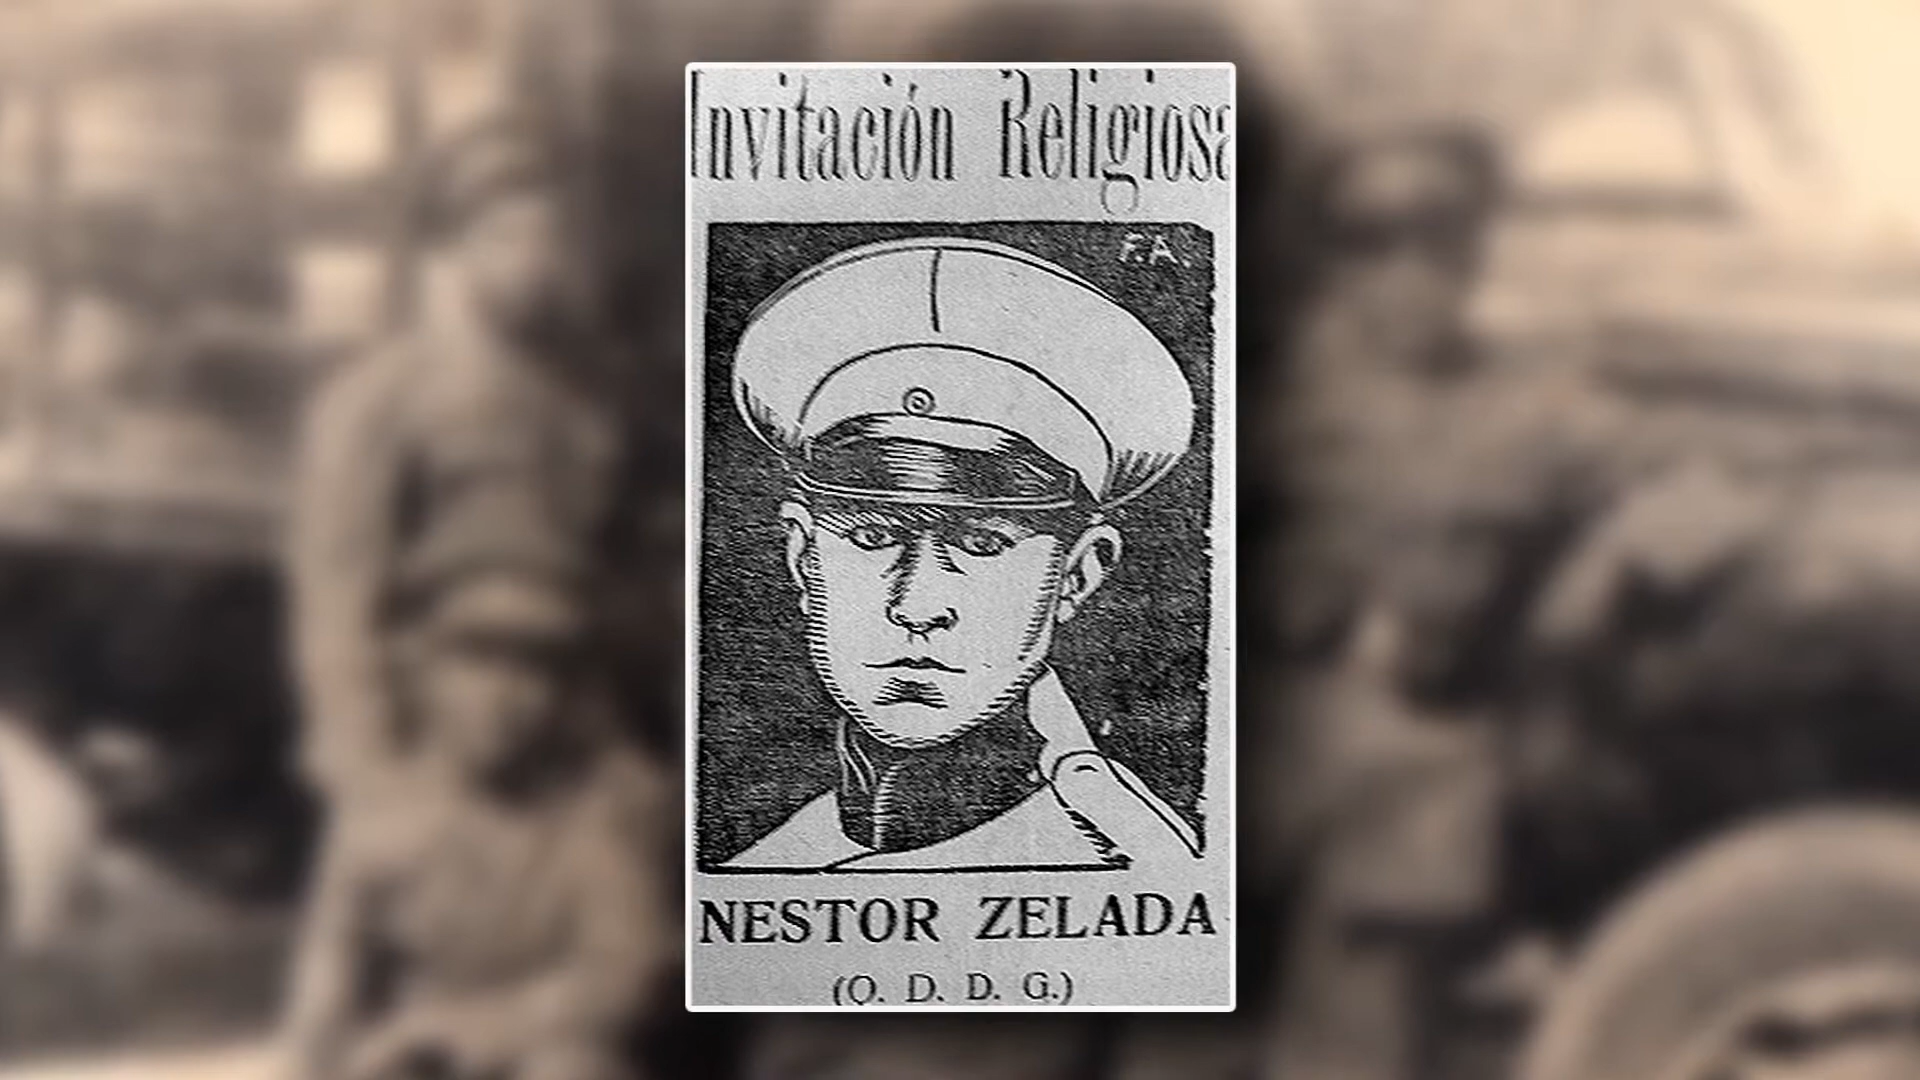 Invitación Religiosa
F.A.
NESTOR ZELADA
(Q. D. D. G.)